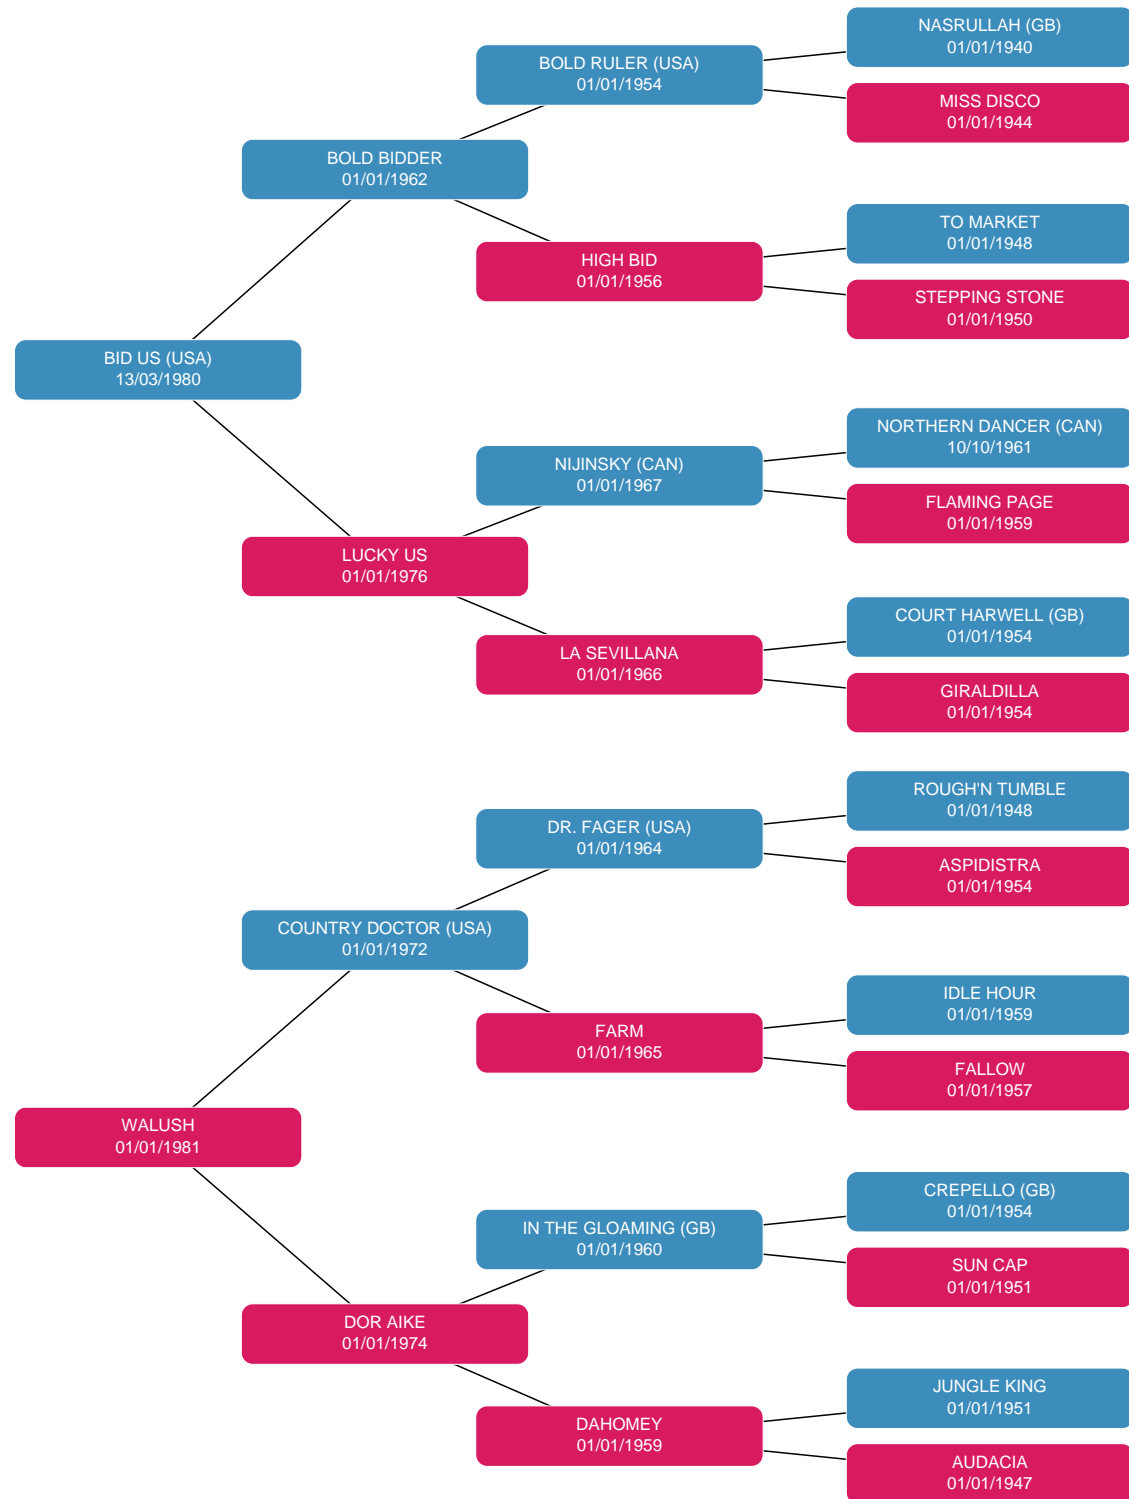 NASRULLAH (GB)
01/01/1940
BOLD RULER (USA)
01/01/1954
MISS DISCO
01/01/1944
BOLD BIDDER
01/01/1962
TO MARKET
01/01/1948
HIGH BID
01/01/1956
STEPPING STONE
01/01/1950
BID US (USA)
13/03/1980
NORTHERN DANCER (CAN)
10/10/1961
NIJINSKY (CAN)
01/01/1967
FLAMING PAGE
01/01/1959
LUCKY US
01/01/1976
COURT HARWELL (GB)
01/01/1954
LA SEVILLANA
01/01/1966
GIRALDILLA
01/01/1954
ROUGH'N TUMBLE
01/01/1948
DR. FAGER (USA)
01/01/1964
ASPIDISTRA
01/01/1954
COUNTRY DOCTOR (USA)
01/01/1972
IDLE HOUR
01/01/1959
FARM
01/01/1965
FALLOW
01/01/1957
WALUSH
01/01/1981
CREPELLO (GB)
01/01/1954
IN THE GLOAMING (GB)
01/01/1960
SUN CAP
01/01/1951
DOR AIKE
01/01/1974
JUNGLE KING
01/01/1951
DAHOMEY
01/01/1959
AUDACIA
01/01/1947